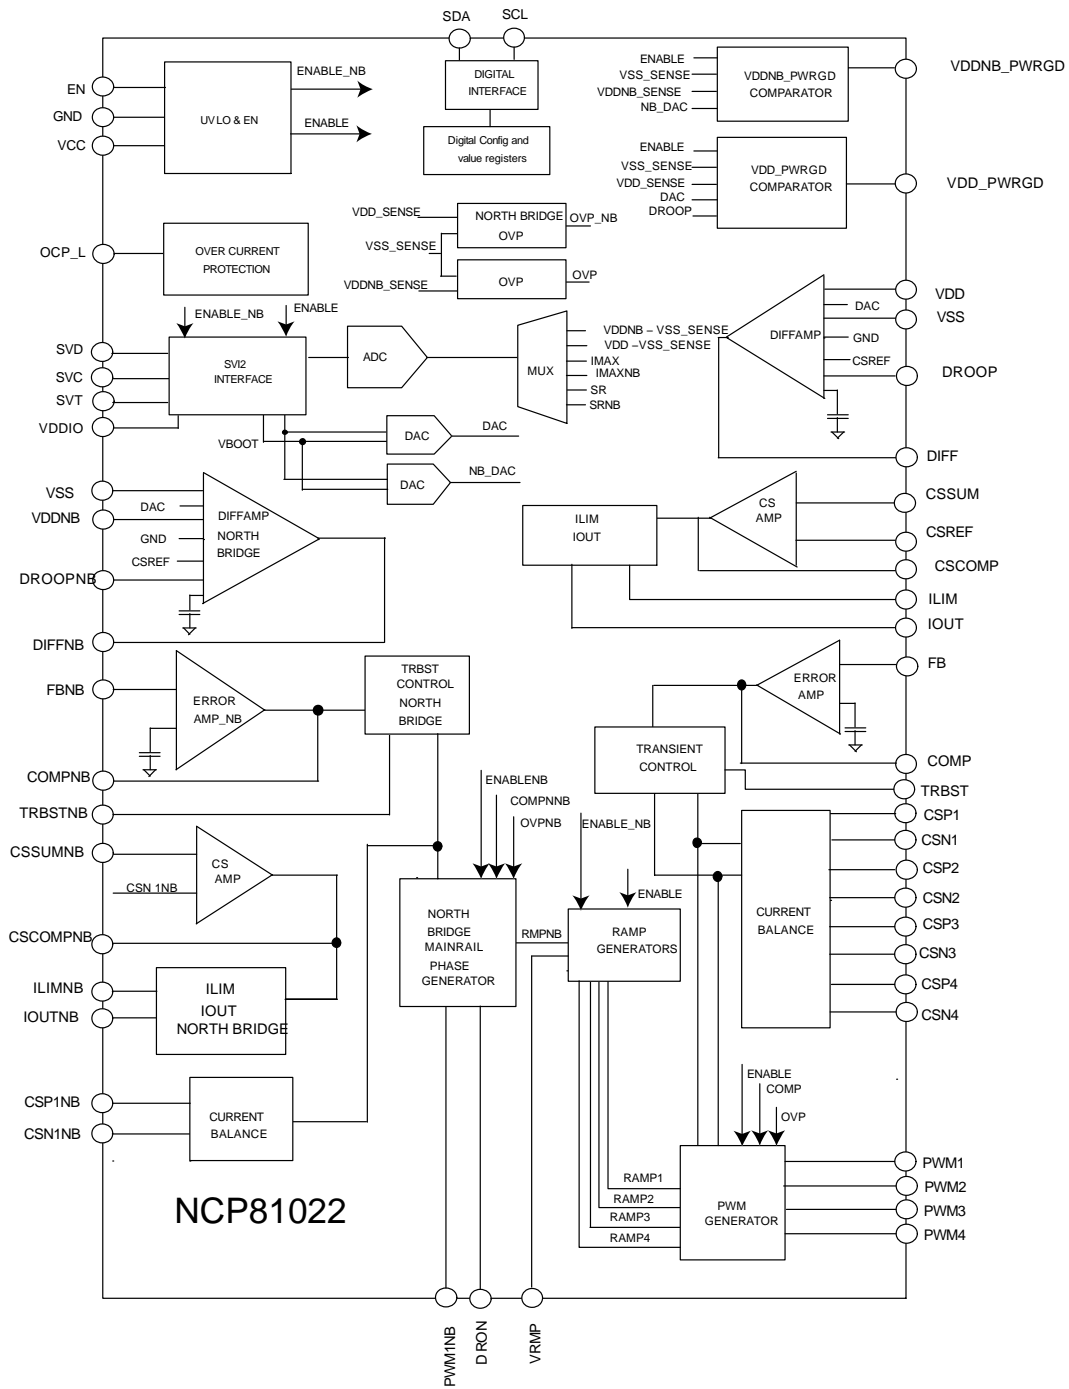 SDA
SCL
EN
GND
VCC
UVLO & EN
ENABLE_NB
ENABLE
DIGITAL
INTERFACE
Digital Config and
value registers
ENABLE
VSS_SENSE
VDDNB_SENSE
NB_DAC
VDDNB_PWRGD
COMPARATOR
VDDNB_PWRGD
ENABLE
VSS_SENSE
VDD_SENSE
DAC
DROOP
VDD_PWRGD
COMPARATOR
VDD_PWRGD
OCP_L
OVER CURRENT
PROTECTION
VDD_SENSE
VSS_SENSE
VDDNB_SENSE
NORTH BRIDGE
OVP
OVP_NB
OVP
OVP
ENABLE_NB
ENABLE
SVD
SVC
SVT
VDDIO
SVI2
INTERFACE
ADC
MUX
VDDNB – VSS_SENSE
VDD –VSS_SENSE
IMAX
IMAXNB
SR
SRNB
VBOOT
DAC
DAC
DAC
NB_DAC
DIFFAMP
VDD
DAC
VSS
GND
CSREF
DROOP
DIFF
VSS
DAC
VDDNB
GND
CSREF
DROOPNB
DIFFAMP
NORTH
BRIDGE
DIFFNB
ILIM
IOUT
CS
AMP
CSSUM
CSREF
CSCOMP
ILIM
IOUT
FBNB
ERROR
AMP_NB
COMPNB
TRBSTNB
TRBST
CONTROL
NORTH
BRIDGE
FB
ERROR
AMP
COMP
TRBST
TRANSIENT
CONTROL
CSSUMNB
CSN 1NB
CS
AMP
CSCOMPNB
ILIMNB
IOUTNB
ILIM
IOUT
NORTH BRIDGE
CSP1NB
CSN1NB
CURRENT
BALANCE
ENABLENB
COMPNNB
OVPNB
NORTH
BRIDGE
MAINRAIL
PHASE
GENERATOR
RMPNB
ENABLE_NB
ENABLE
RAMP
GENERATORS
CURRENT
BALANCE
CSP1
CSN1
CSP2
CSN2
CSP3
CSN3
CSP4
CSN4
ENABLE
COMP
OVP
RAMP1
RAMP2
RAMP3
RAMP4
PWM
GENERATOR
PWM1
PWM2
PWM3
PWM4
NCP81022
PWM1NB
DRON
VRMP